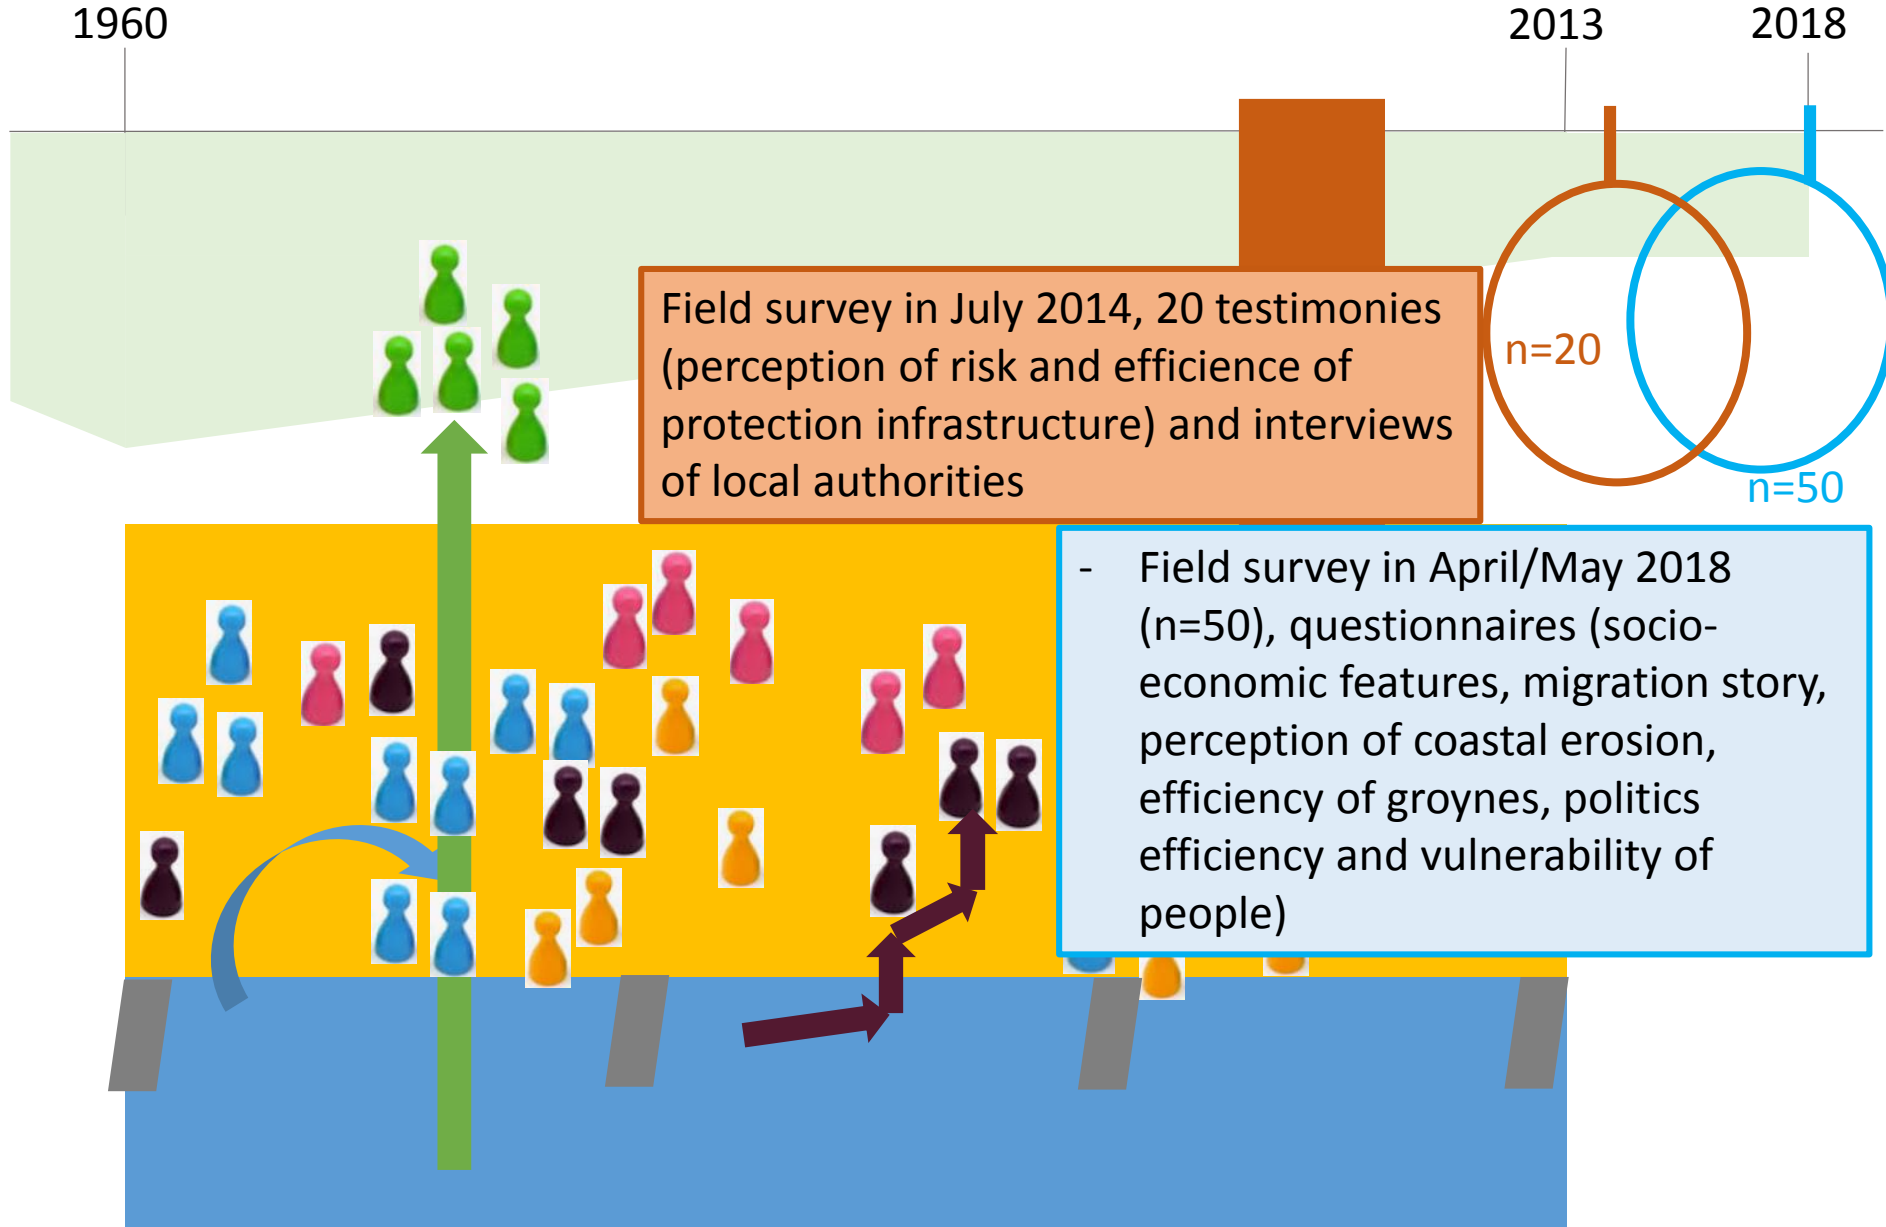 1960
2013
2018
Field survey in July 2014, 20 testimonies
(perception of risk and efficience of
protection infrastructure) and interviews
of local authorities
n=20
n=50
- Field survey in April/May 2018
(n=50), questionnaires (socio-
economic features, migration story,
perception of coastal erosion,
efficiency of groynes, politics
efficiency and vulnerability of
people)